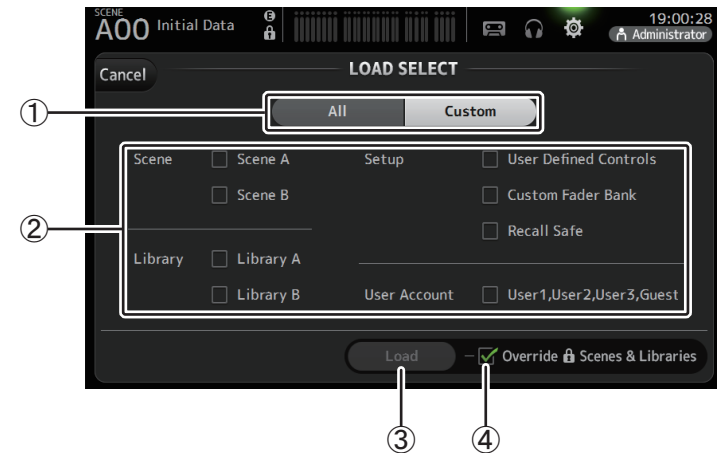 SCENE
A00 Initial Data E 19:00:28
Administrator
Cancel LOAD SELECT
① All Custom
Scene Scene A Setup User Defined Controls
Scene B Custom Fader Bank
② Recall Safe
Library Library A
Library B User Account User1,User2,User3,Guest
Load Override Scenes & Libraries
③ ④